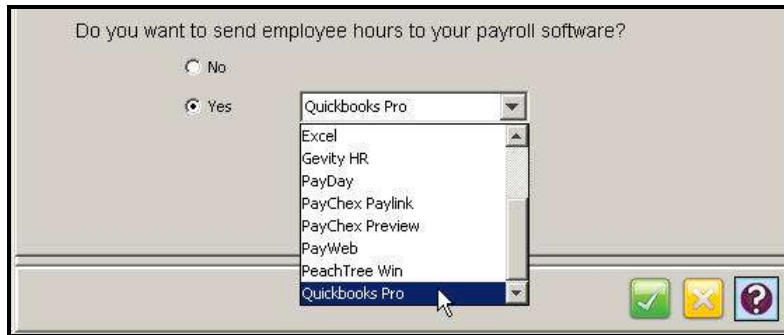 Do you want to send employee hours to your payroll software?
No
Yes
Quickbooks Pro
Excel
Gevity HR
PayDay
PayChex Paylink
PayChex Preview
PayWeb
PeachTree Win
Quickbooks Pro
?